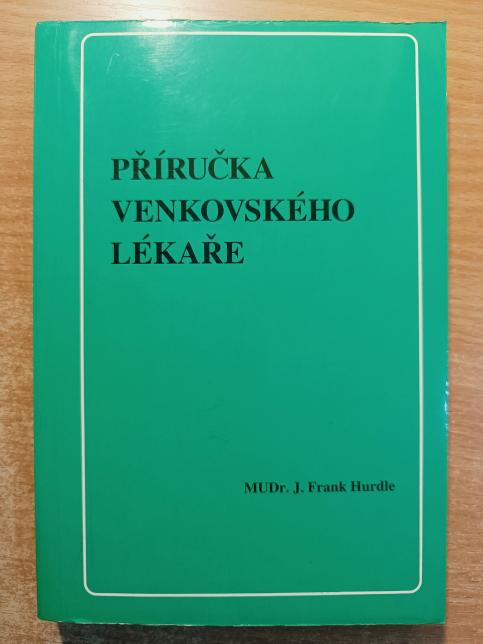 PŘÍRUČKA
VENKOVSKÉHO
LÉKAŘE
MUDr. J. Frank Hurdle